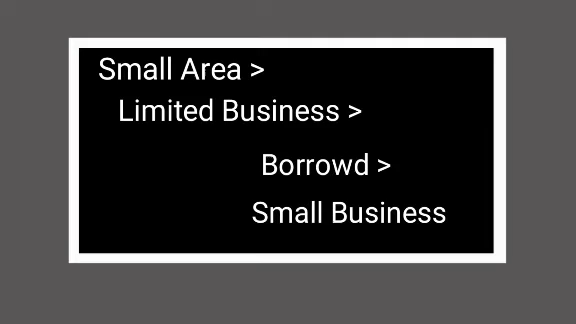 Small Area >
Limited Business >
Borrowd >
Small Business